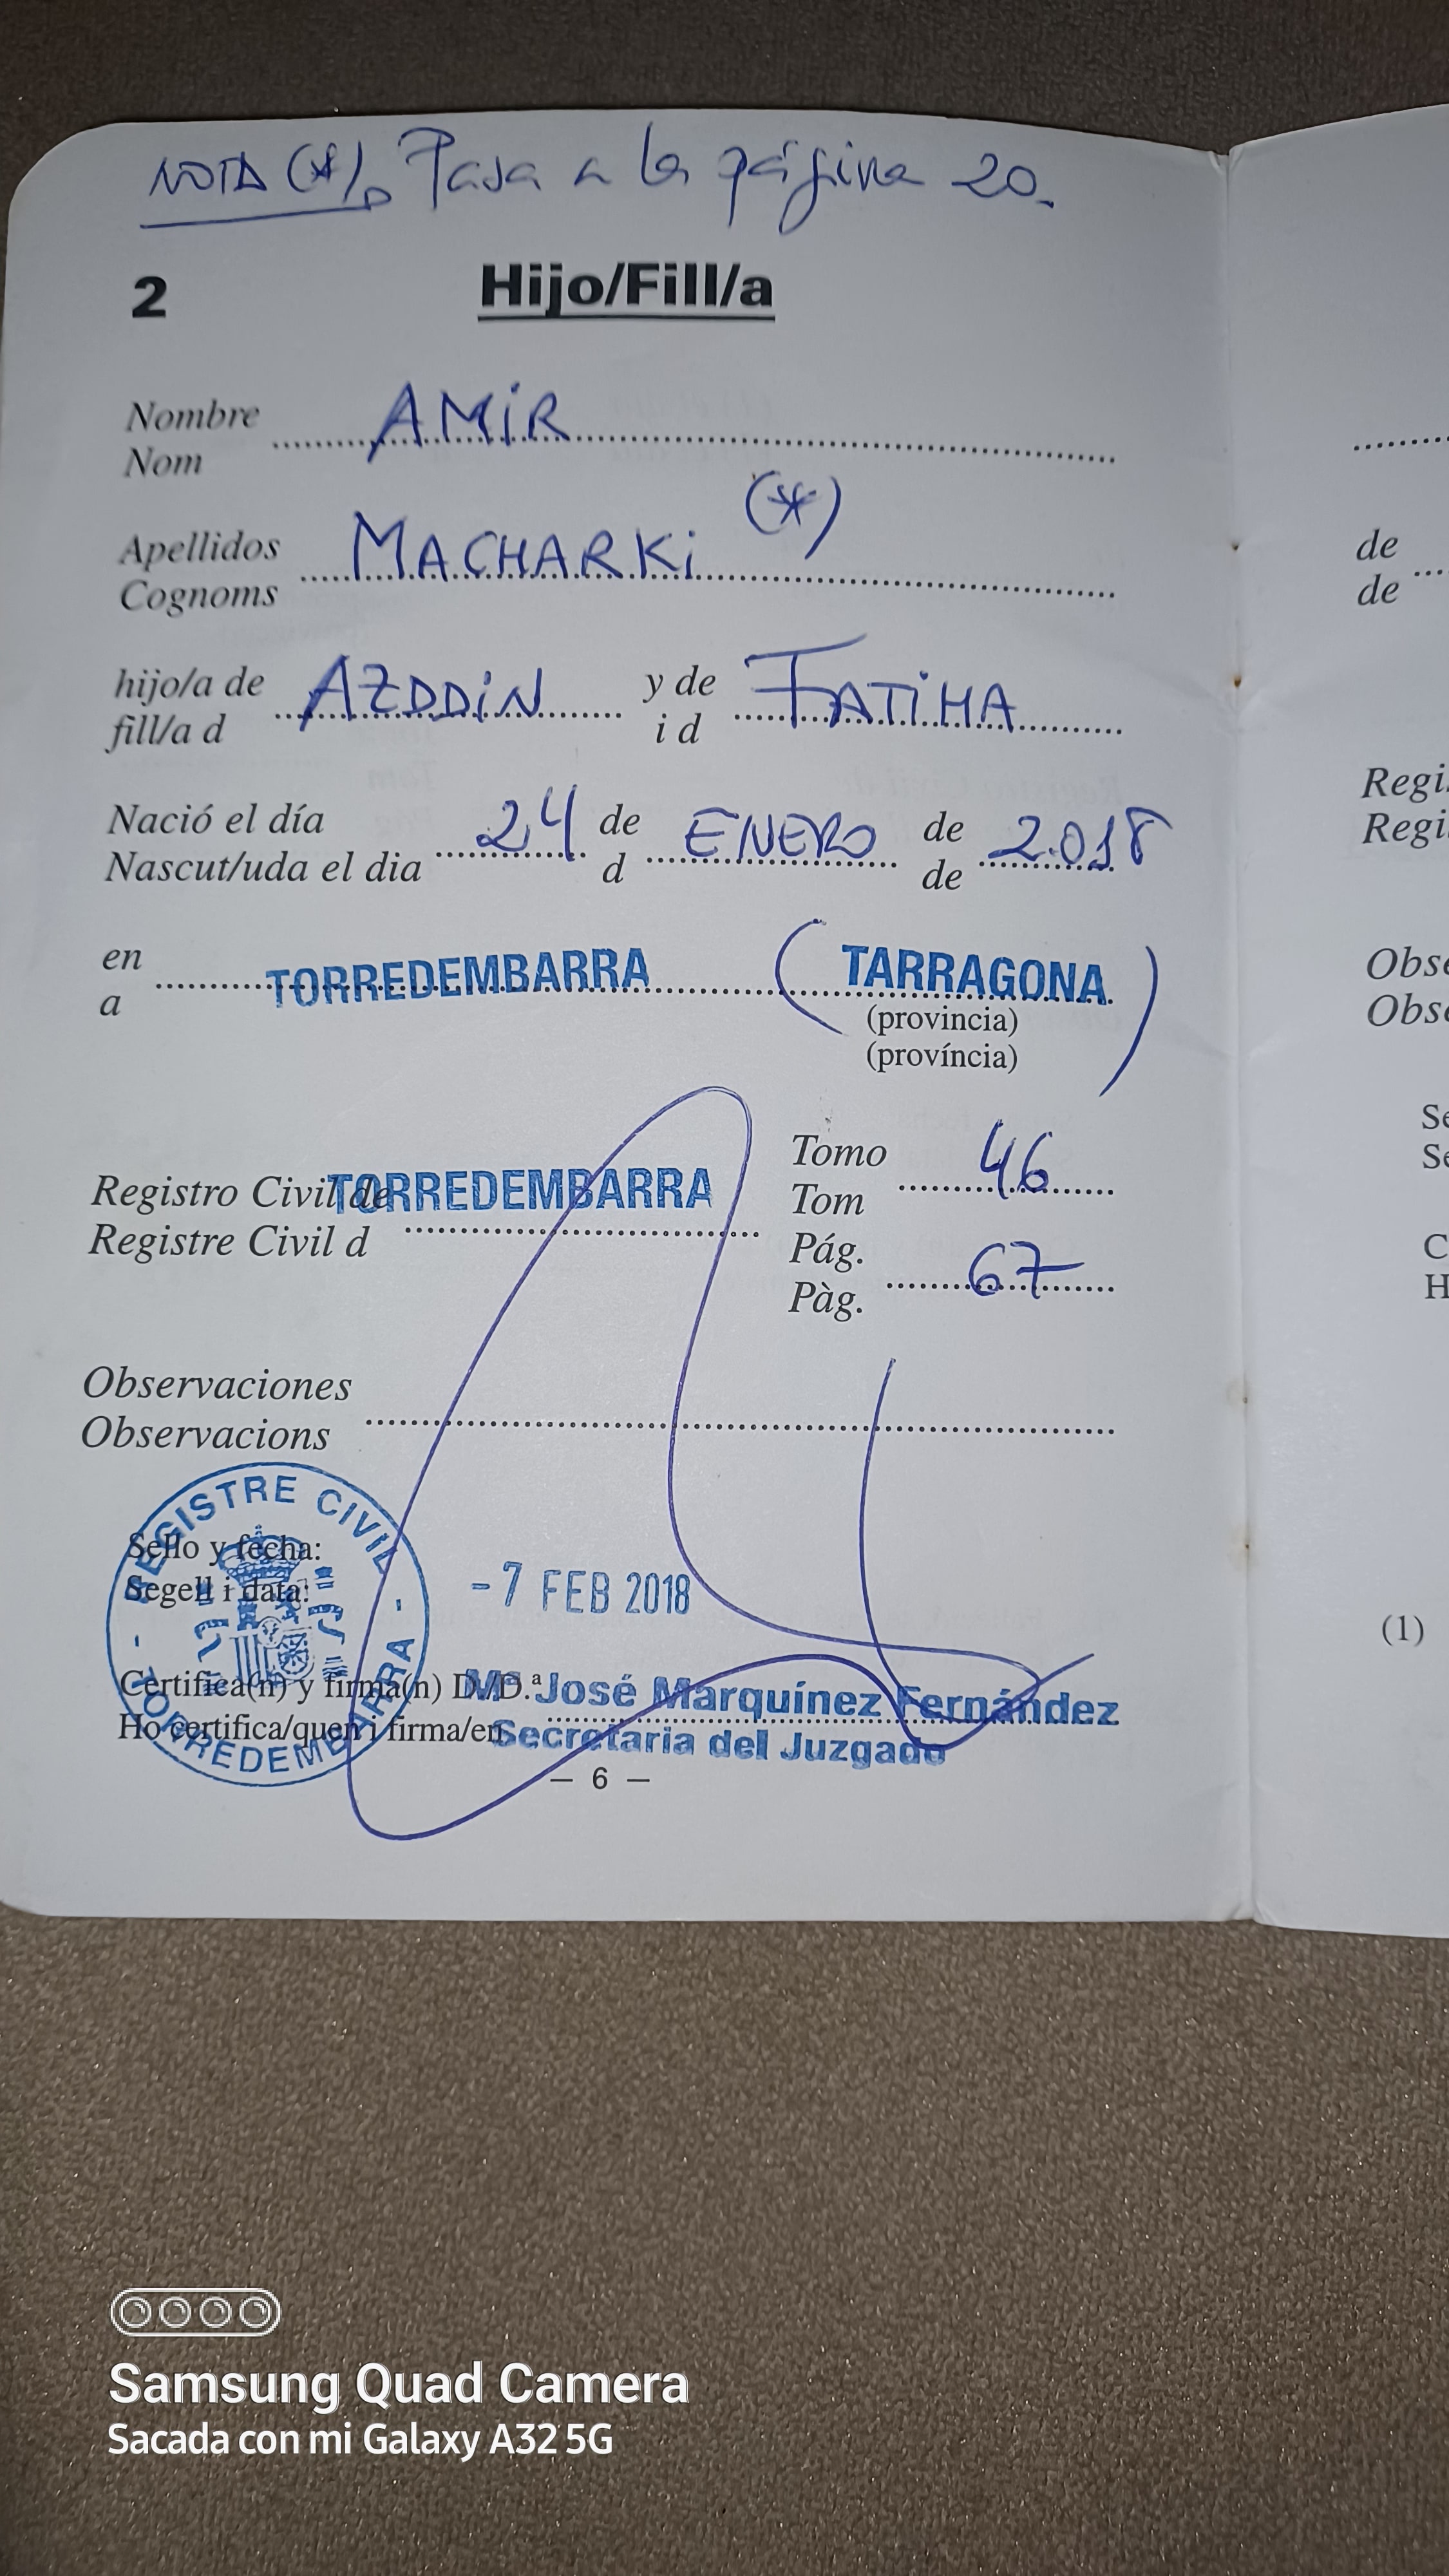 NOTA (*) Pasa a la página 20.
2 Hijo/Fill/a
Nombre AMIR
Nom
Apellidos MACHARKI (*)
Cognoms
hijo/a de AZDDIN y de FATIHA
fill/a d i d
Nació el día 24 de ENERO de 2.018
Nascut/uda el dia d de
en TORREDEMBARRA (TARRAGONA)
a
(provincia)
(província)
Registro Civil de TORREDEMBARRA
Registre Civil d
Tomo 46
Tom
Pág. 67
Pàg.
Observaciones
Observacions
REGISTRE CIVIL - TORREDEMBARRA -
Sello y fecha:
Segell i data:
- 7 FEB 2018
Certifica(n) y firma(n) D./D.ª Mª José Marquínez Fernández
Ho certifica/quen i firma/en Secretaria del Juzgado
— 6 —
de
de
Regi
Regi
Obse
Obse
Se
Se
C
H
(1)
Samsung Quad Camera
Sacada con mi Galaxy A32 5G